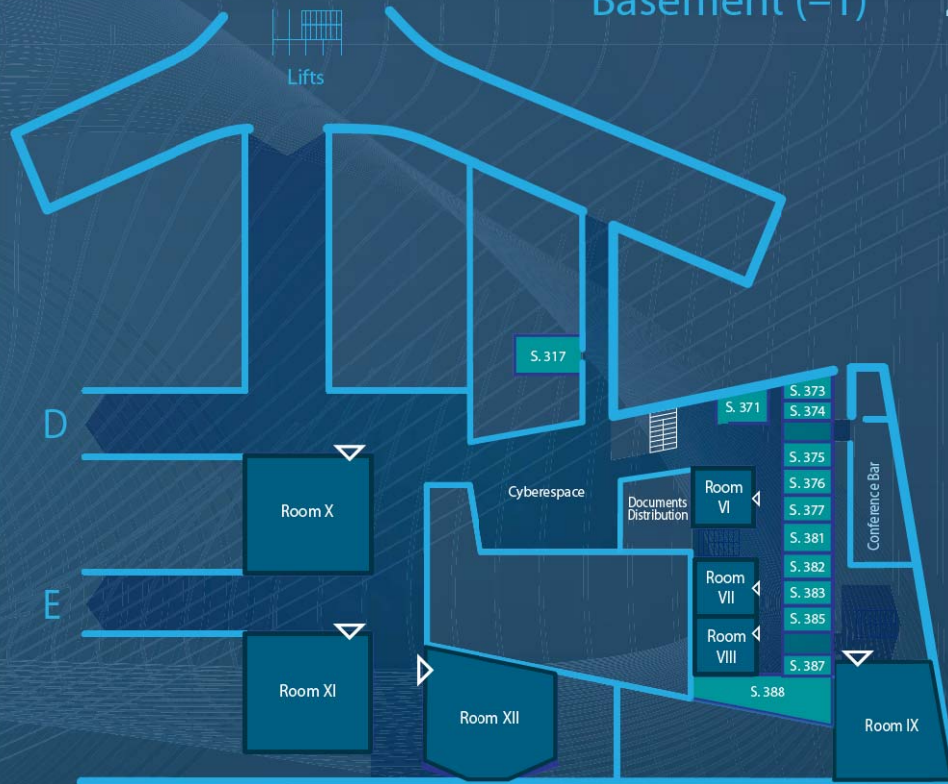 Basement (–1)
Lifts
S. 317
S. 373
S. 371
S. 374
D
S. 375
Room X
Cyberespace
Documents
Distribution
Room
VI
S. 376
S. 377
Conference Bar
S. 381
S. 382
E
Room
VII
S. 383
S. 385
Room
VIII
S. 387
Room XI
S. 388
Room XII
Room IX